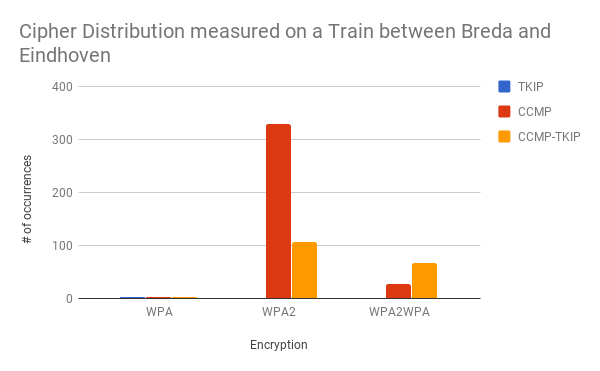 Cipher Distribution measured on a Train between Breda and
Eindhoven
400
300
200
100
0
# of occurrences
WPA
WPA2
WPA2WPA
Encryption
TKIP
CCMP
CCMP-TKIP